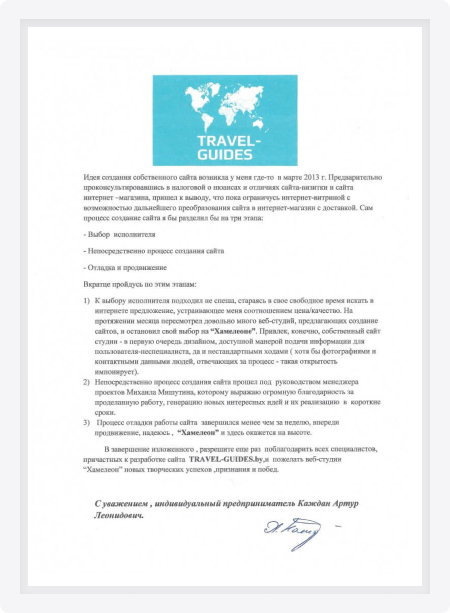 TRAVEL-
GUIDES
Идея создания собственного сайта возникла у меня где-то в марте 2013 г. Предварительно
проконсультировавшись в налоговой о нюансах и отличиях сайта-визитки и сайта
интернет –магазина, пришел к выводу, что пока ограничусь интернет-витриной с
возможностью дальнейшего преобразования сайта в интернет-магазин с доставкой. Сам
процесс создание сайта я бы разделил бы на три этапа:
- Выбор исполнителя
- Непосредственно процесс создания сайта
- Отладка и продвижение
Вкратце пройдусь по этим этапам:
1) К выбору исполнителя подходил не спеша, стараясь в свое свободное время искать в
интернете предложение, устраивающее меня соотношением цена/качество. На
протяжении месяца пересмотрел довольно много веб-студий, предлагающих создание
сайтов, и остановил свой выбор на “Хамелеоне”. Привлек, конечно, собственный сайт
студии - в первую очередь дизайном, доступной манерой подачи информации для
пользователя-неспециалиста, да и нестандартными ходами ( хотя бы фотографиями и
контактными данными людей, отвечающих за процесс - такая открытость
импонирует).
2) Непосредственно процесс создания сайта прошел под руководством менеджера
проектов Михаила Мишутина, которому выражаю огромную благодарность за
проделанную работу, генерацию новых интересных идей и их реализацию в короткие
сроки.
3) Процесс отладки работы сайта завершился менее чем за неделю, впереди
продвижение, надеюсь , “Хамелеон” и здесь окажется на высоте.
В завершение изложенного , разрешите еще раз поблагодарить всех специалистов,
причастных к разработке сайта TRAVEL-GUIDES.by,и пожелать веб-студии
“Хамелеон” новых творческих успехов ,признания и побед.
С уважением , индивидуальный предприниматель Каждан Артур
Леонидович.